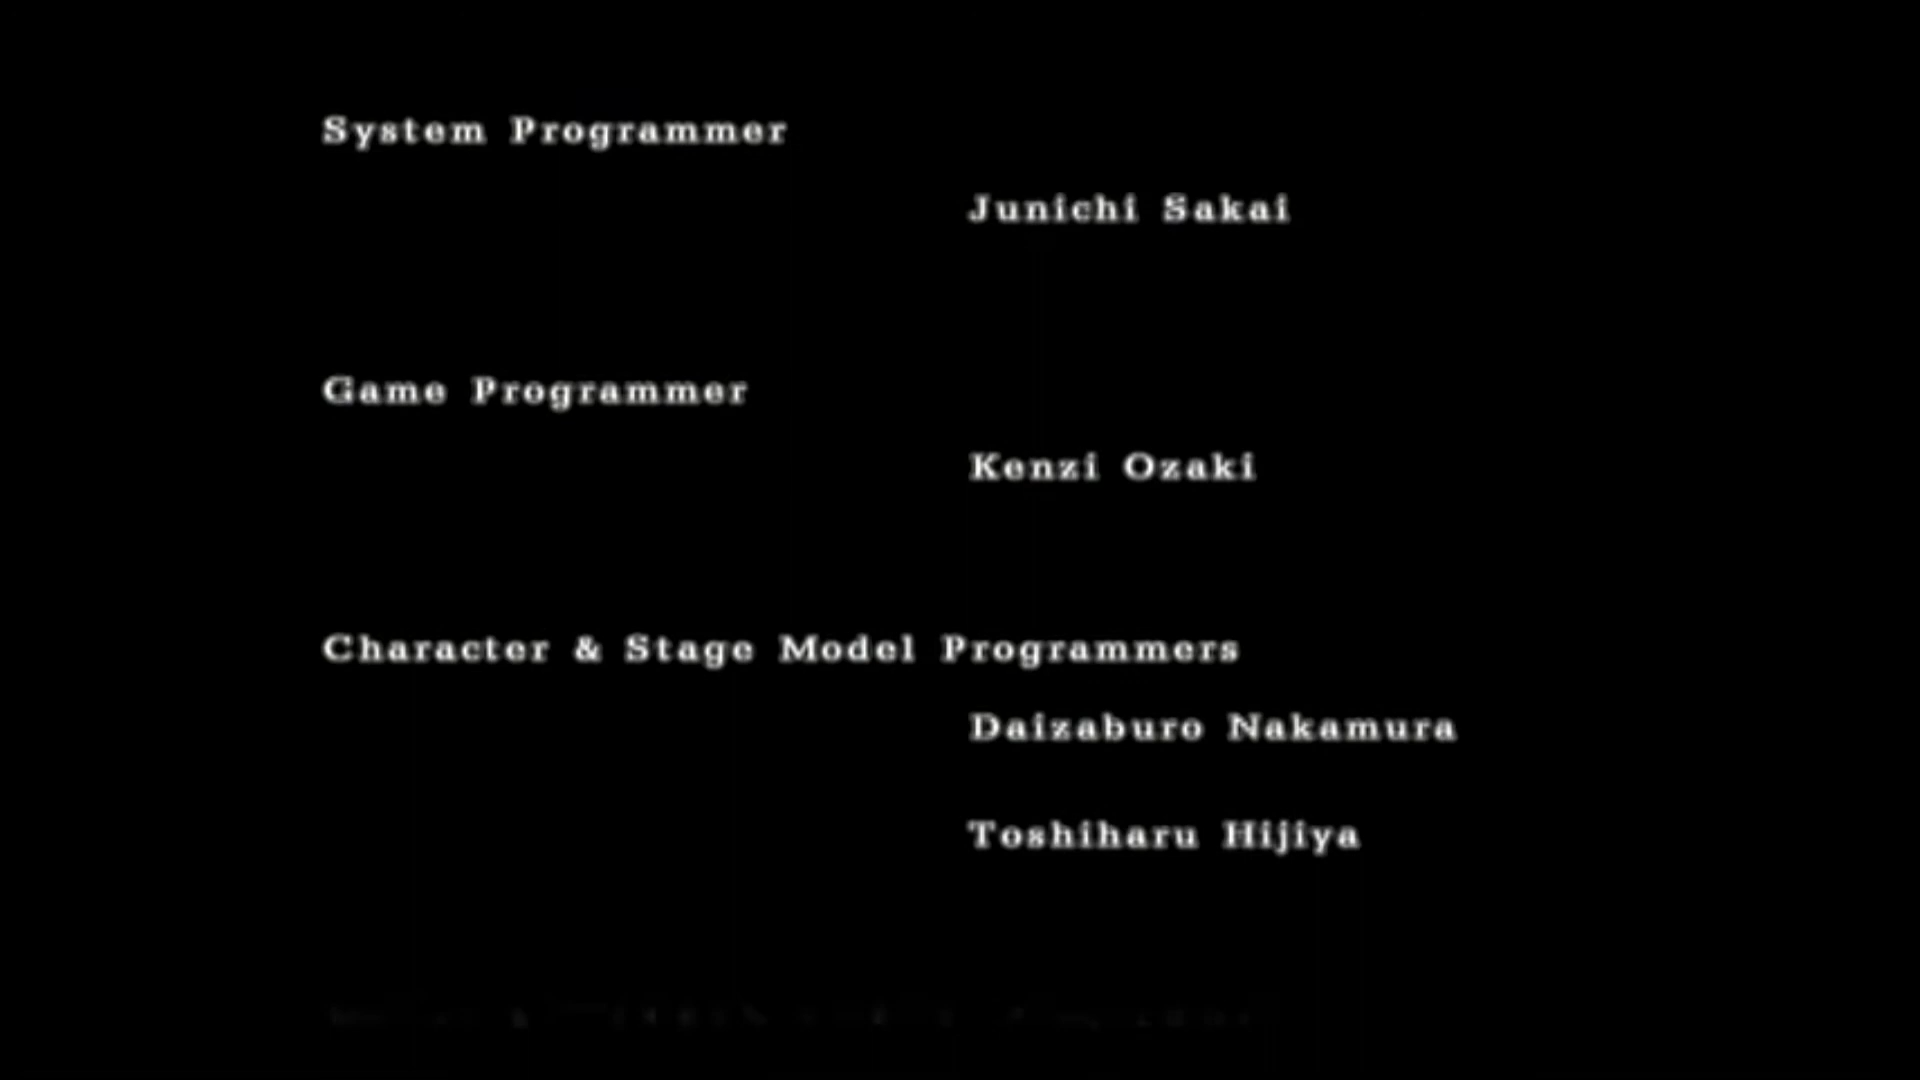 System Programmer
Junichi Sakai
Game Programmer
Kenzi Ozaki
Character & Stage Model Programmers
Daizaburo Nakamura
Toshiharu Hijiya